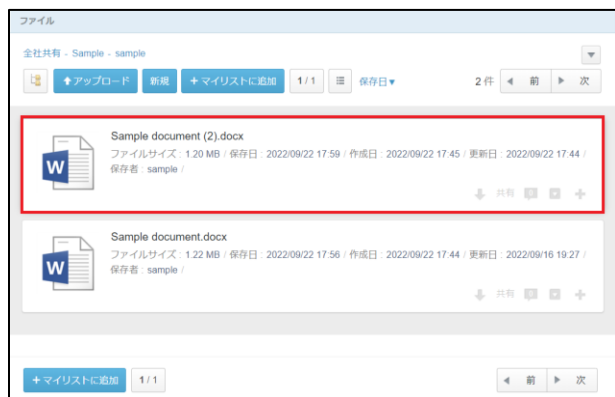 ファイル
全社共有 - Sample - sample
アップロード 新規 +マイリストに追加 1 / 1 保存日▼ 2 件 ◀ 前 ▶ 次
Sample document (2).docx
ファイルサイズ : 1.20 MB / 保存日 : 2022/09/22 17:59 / 作成日 : 2022/09/22 17:45 / 更新日 : 2022/09/22 17:44 /
保存者 : sample /
共有 0
W
Sample document.docx
ファイルサイズ : 1.22 MB / 保存日 : 2022/09/22 17:56 / 作成日 : 2022/09/22 17:44 / 更新日 : 2022/09/16 19:27 /
保存者 : sample /
共有 0
W
+マイリストに追加 1 / 1 ◀ 前 ▶ 次